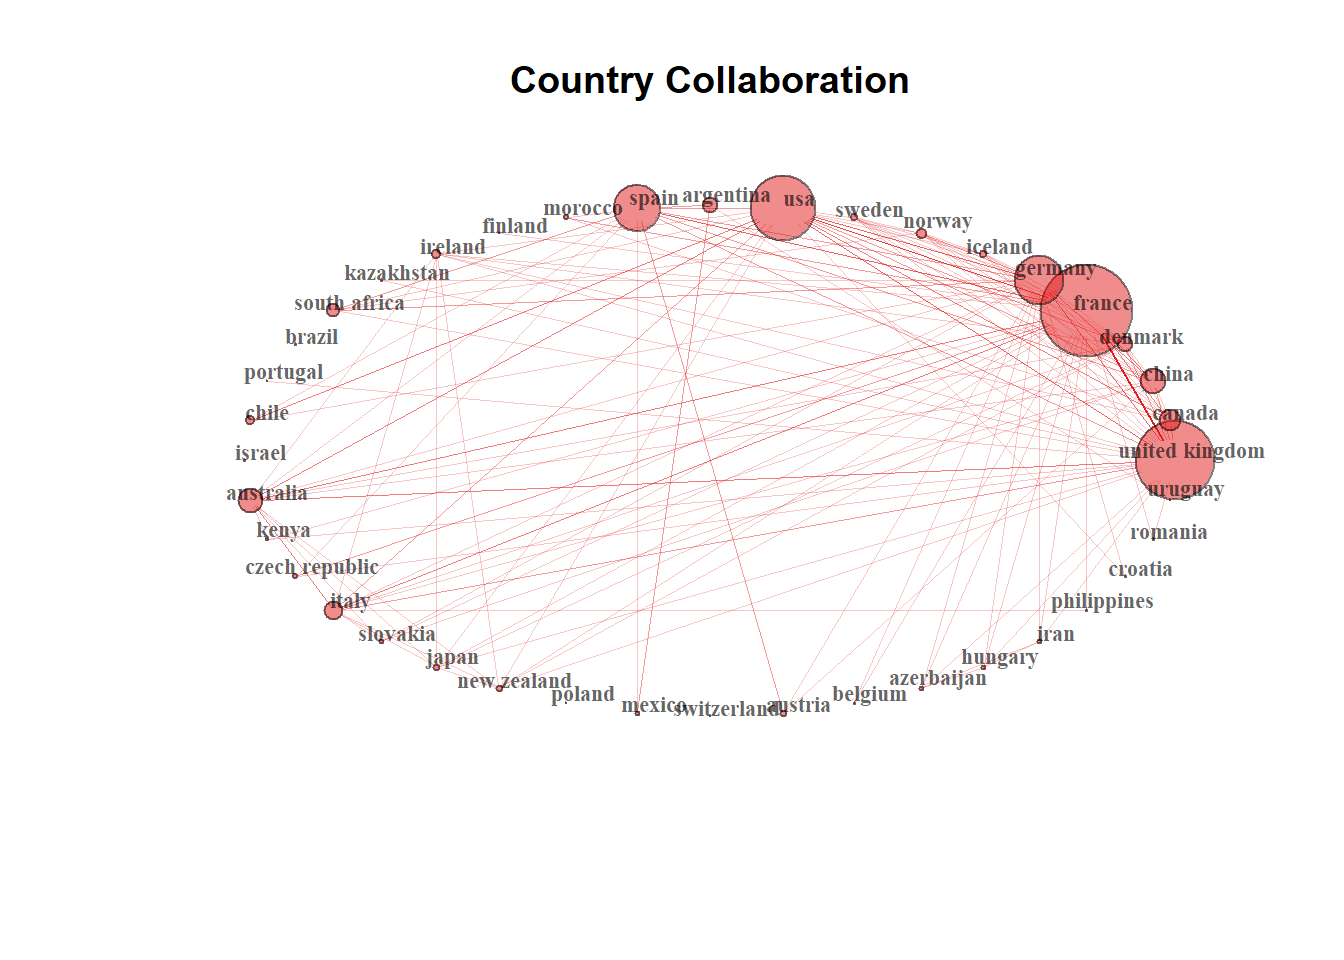 Country Collaboration
spain
argentina
usa
morocco
sweden
finland
norway
ireland
iceland
kazakhstan
germany
south africa
france
brazil
denmark
portugal
china
chile
canada
israel
united kingdom
australia
uruguay
kenya
romania
czech republic
croatia
italy
philippines
slovakia
iran
japan
hungary
new zealand
azerbaijan
poland
belgium
mexico
switzerland
austria